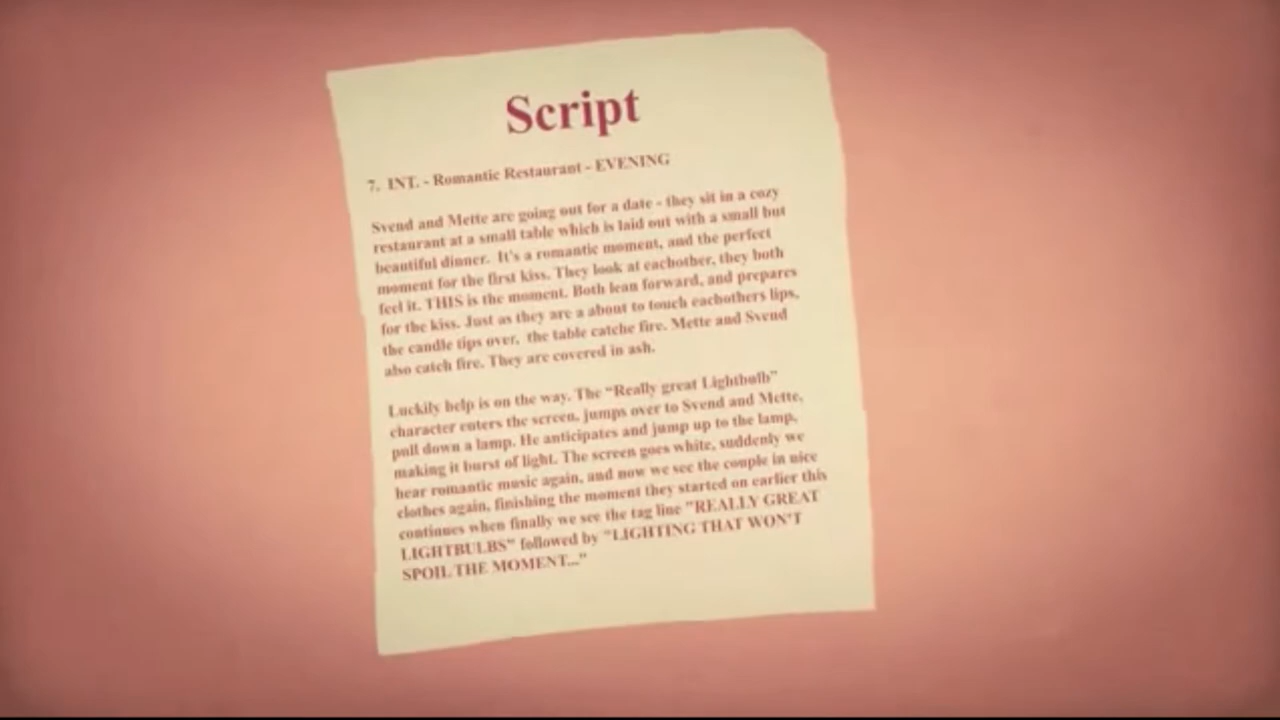 Script
7. INT. - Romantic Restaurant - EVENING
Svend and Mette are going out for a date - they sit in a cozy
restaurant at a small table which is laid out with a small but
beautiful dinner. It's a romantic moment, and the perfect
moment for the first kiss. They look at eachother, they both
feel it. THIS is the moment. Both lean forward, and prepares
for the kiss. Just as they are a about to touch eachothers lips,
the candle tips over, the table catche fire. Mette and Svend
also catch fire. They are covered in ash.
Luckily help is on the way. The “Really great Lightbulb”
character enters the screen, jumps over to Svend and Mette,
pull down a lamp. He anticipates and jump up to the lamp,
making it burst of light. The screen goes white, suddenly we
hear romantic music again, and now we see the couple in nice
clothes again, finishing the moment they started on earlier this
continues when finally we see the tag line "REALLY GREAT
LIGHTBULBS" followed by "LIGHTING THAT WON'T
SPOIL THE MOMENT..."